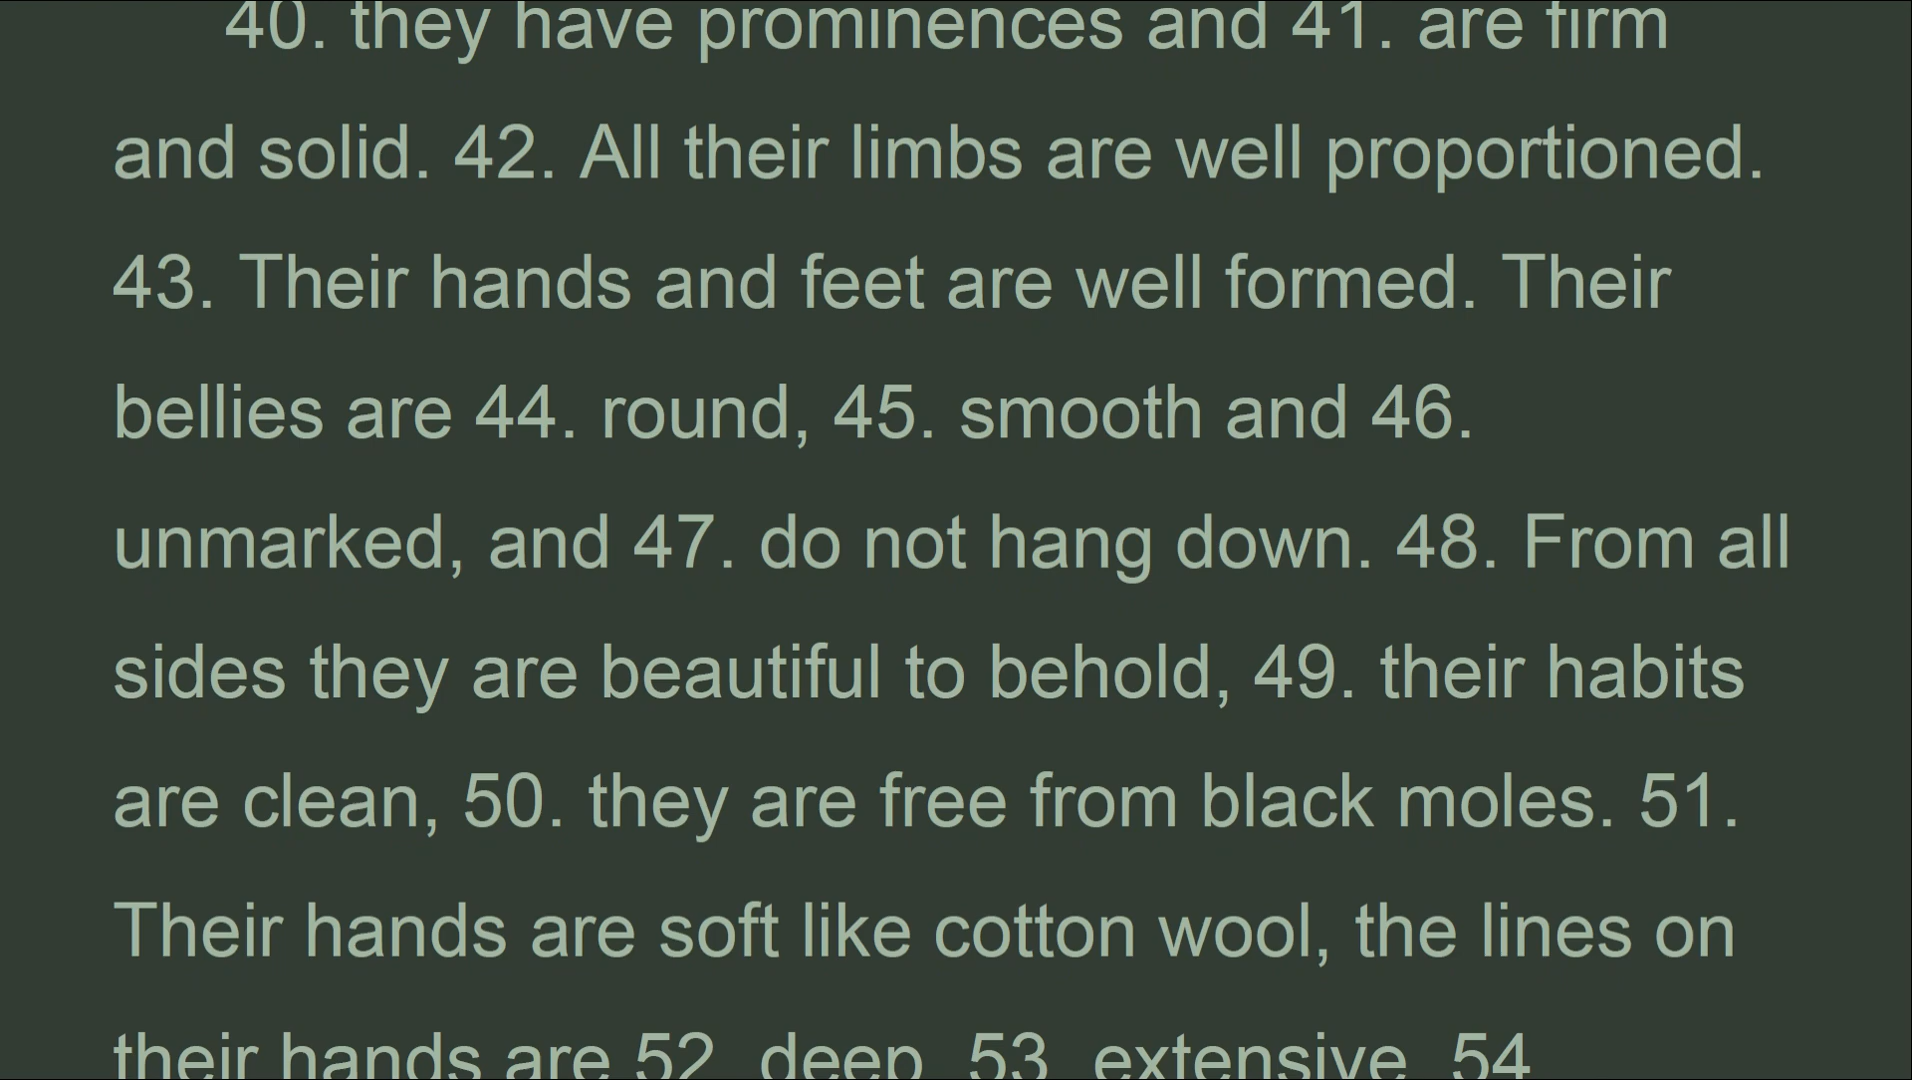 40. they have prominences and 41. are firm
and solid. 42. All their limbs are well proportioned.
43. Their hands and feet are well formed. Their
bellies are 44. round, 45. smooth and 46.
unmarked, and 47. do not hang down. 48. From all
sides they are beautiful to behold, 49. their habits
are clean, 50. they are free from black moles. 51.
Their hands are soft like cotton wool, the lines on
their hands are 52. deep, 53. extensive, 54.